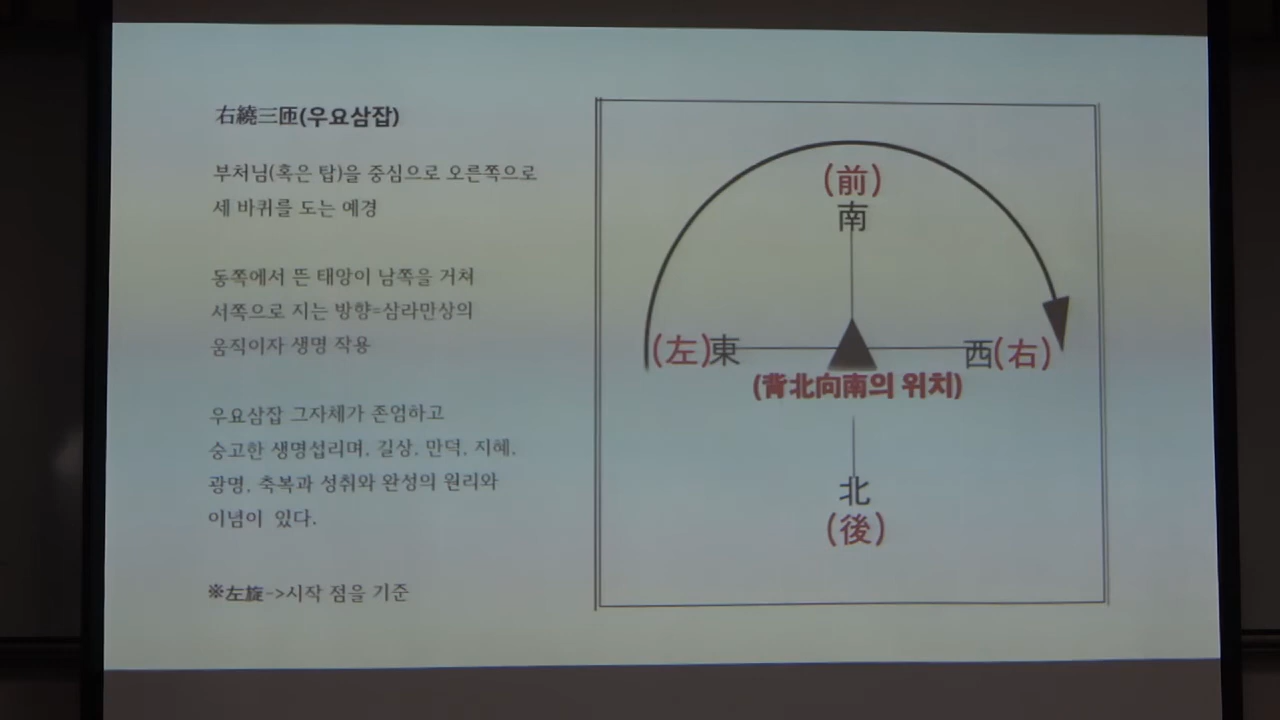 右繞三匝(우요삼잡)
부처님(혹은 탑)을 중심으로 오른쪽으로
세 바퀴를 도는 예경
동쪽에서 뜬 태양이 남쪽을 거쳐
서쪽으로 지는 방향=삼라만상의
움직이자 생명 작용
우요삼잡 그자체가 존엄하고
숭고한 생명섭리며, 길상, 만덕, 지혜,
광명, 축복과 성취와 완성의 원리와
이념이 있다.
※左旋->시작 점을 기준
(前)
南
(左)東
西(右)
(背北向南의 위치)
北
(後)